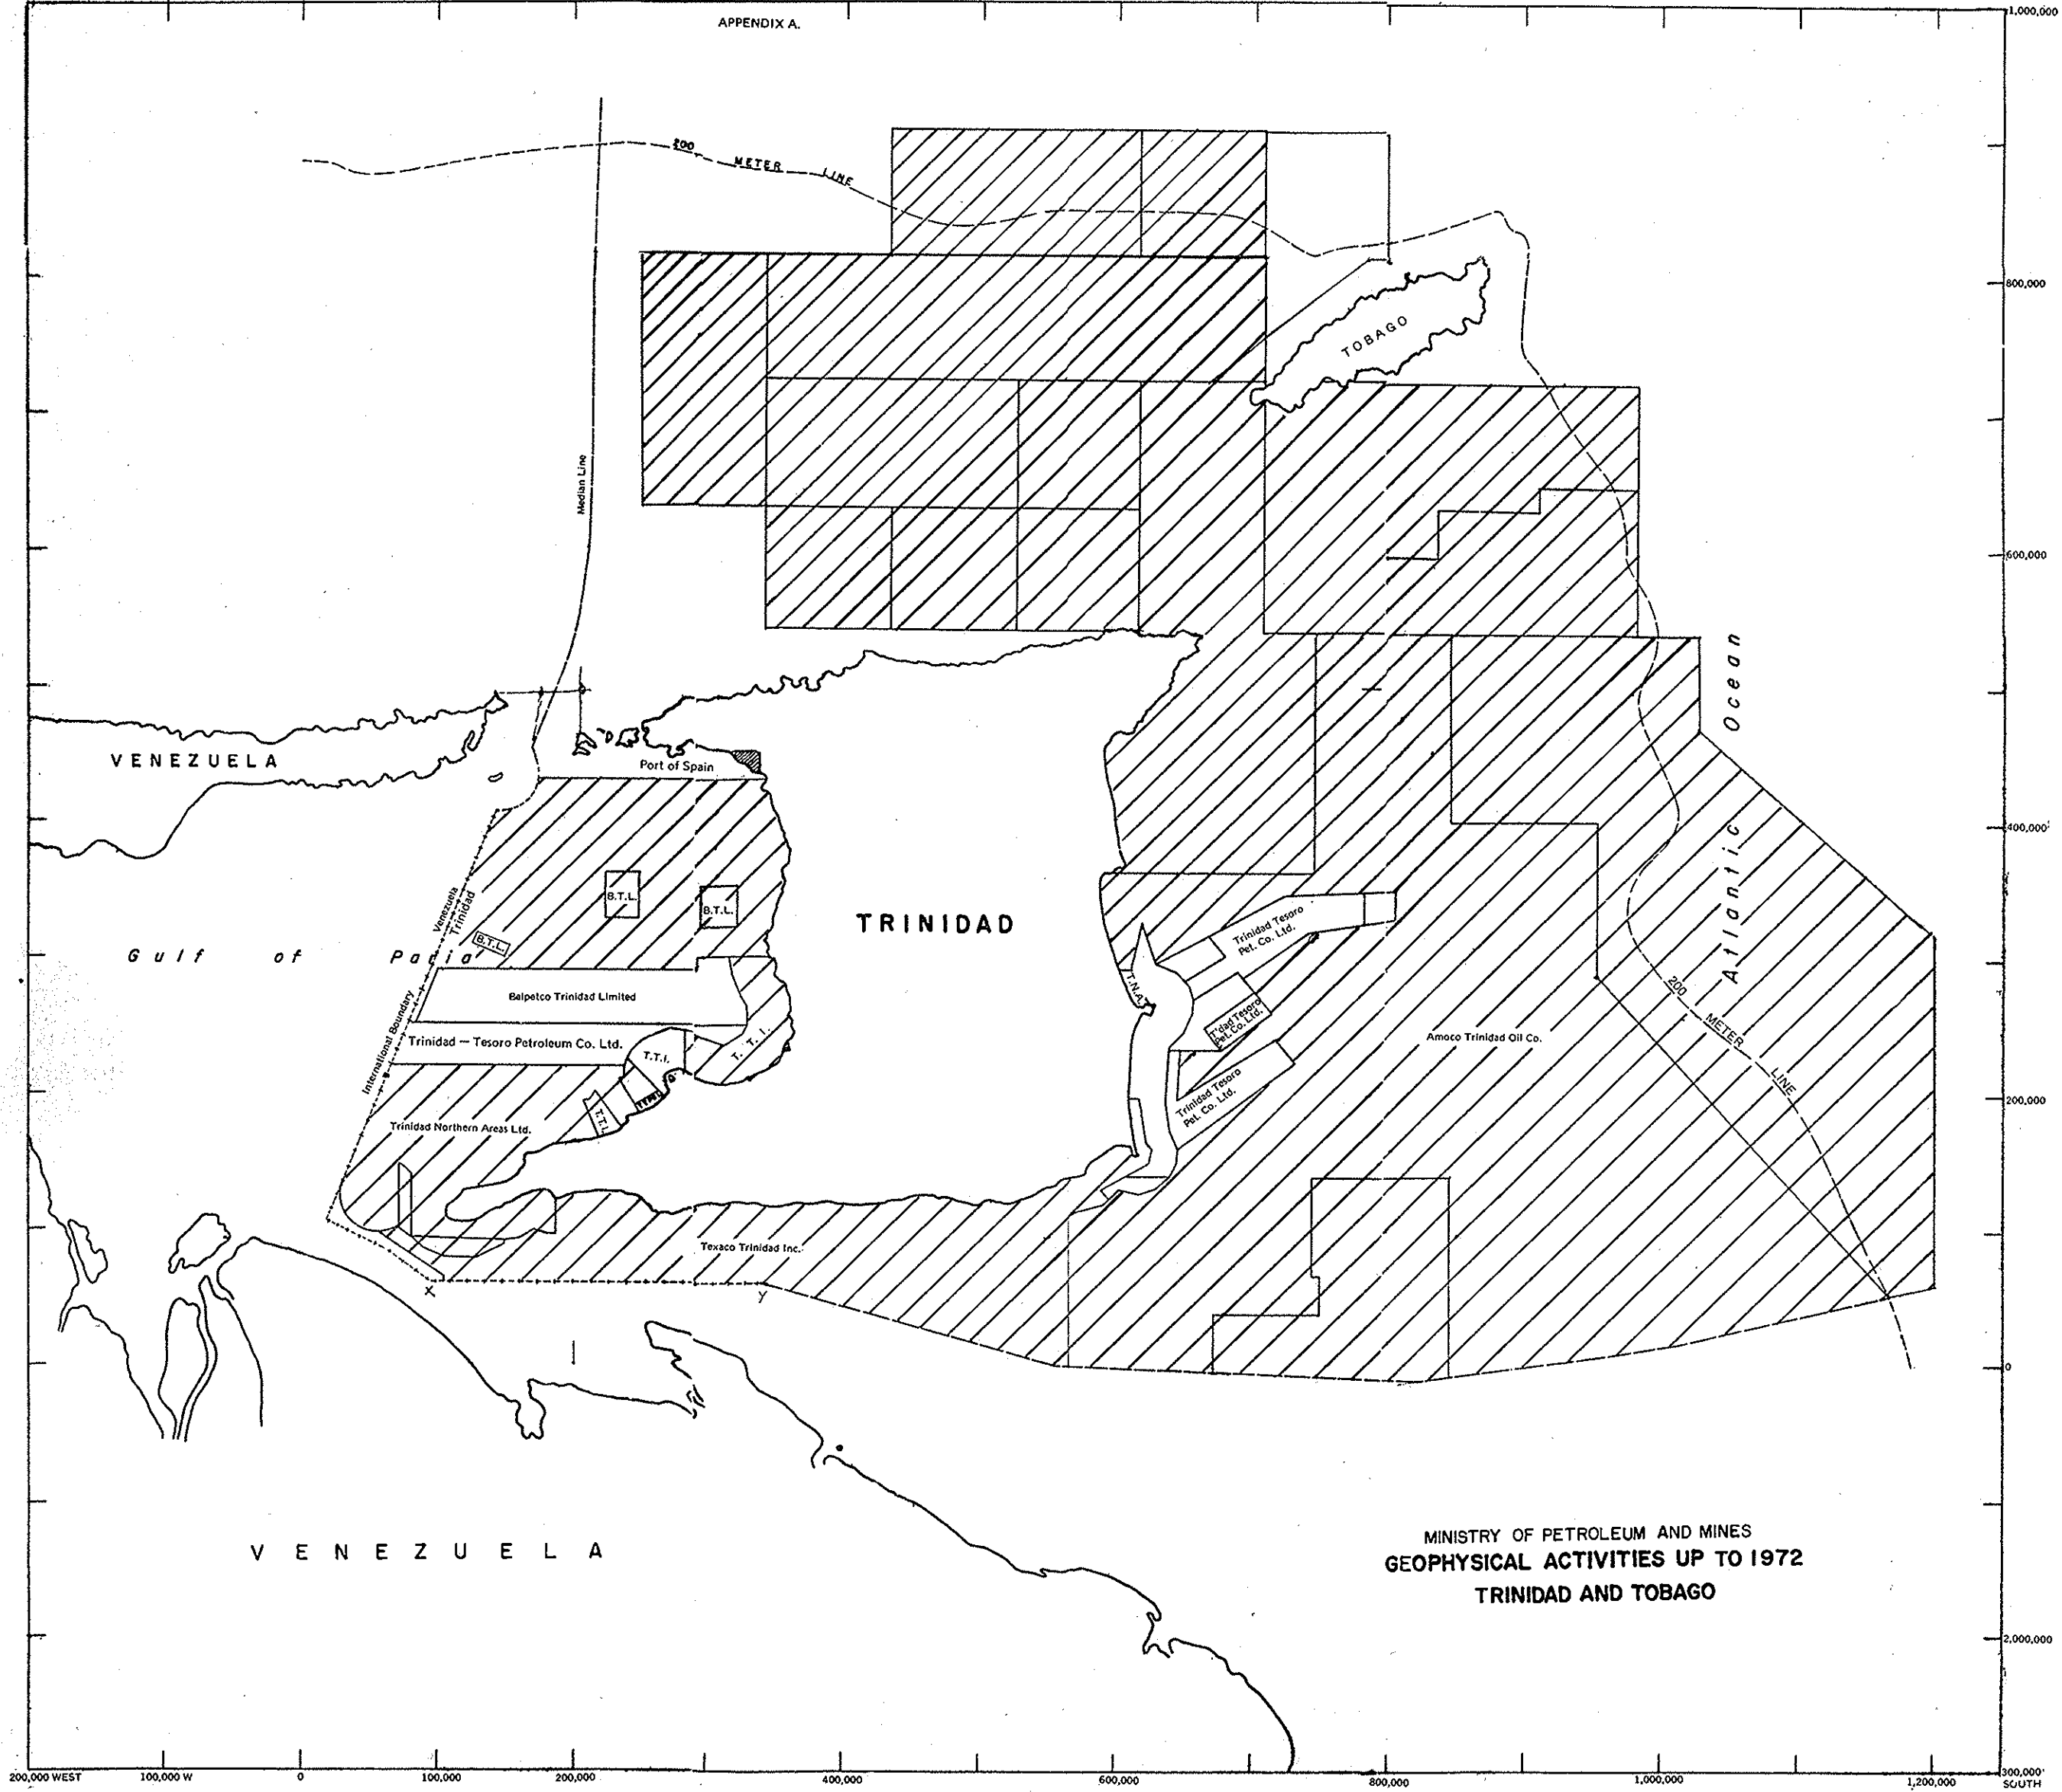 APPENDIX A.
1,000,000
200
METER
LINE
800,000
TOBAGO
Median Line
600,000
Ocean
VENEZUELA
Port of Spain
400,000
Atlantic
B.T.L.
B.T.L.
Venezuela
Trinidad
TRINIDAD
B.T.L.
Gulf of Paria
Trinidad Tesoro
Pet. Co. Ltd.
T.N.A.
200
METER
LINE
Balpetco Trinidad Limited
International Boundary
T'dad Tesoro
Pet. Co. Ltd.
Trinidad — Tesoro Petroleum Co. Ltd.
T.T.I.
T.T.I.
Amoco Trinidad Oil Co.
Trinidad Tesoro
Pet. Co. Ltd.
200,000
T.T.I.
Trinidad Northern Areas Ltd.
Texaco Trinidad Inc.
X
Y
0
VENEZUELA
MINISTRY OF PETROLEUM AND MINES
GEOPHYSICAL ACTIVITIES UP TO 1972
TRINIDAD AND TOBAGO
2,000,000
300,000'
SOUTH
200,000 WEST
100,000 W
0
100,000
200,000
400,000
600,000
800,000
1,000,000
1,200,000